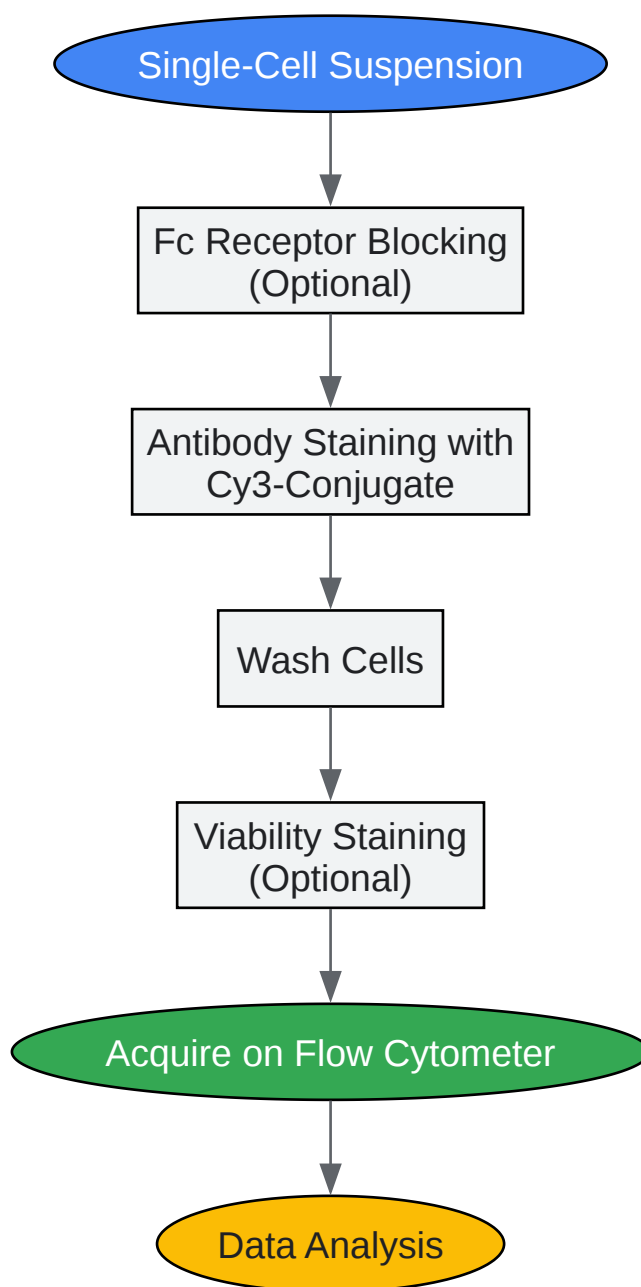 Single-Cell Suspension
Fc Receptor Blocking
(Optional)
Antibody Staining with
Cy3-Conjugate
Wash Cells
Viability Staining
(Optional)
Acquire on Flow Cytometer
Data Analysis